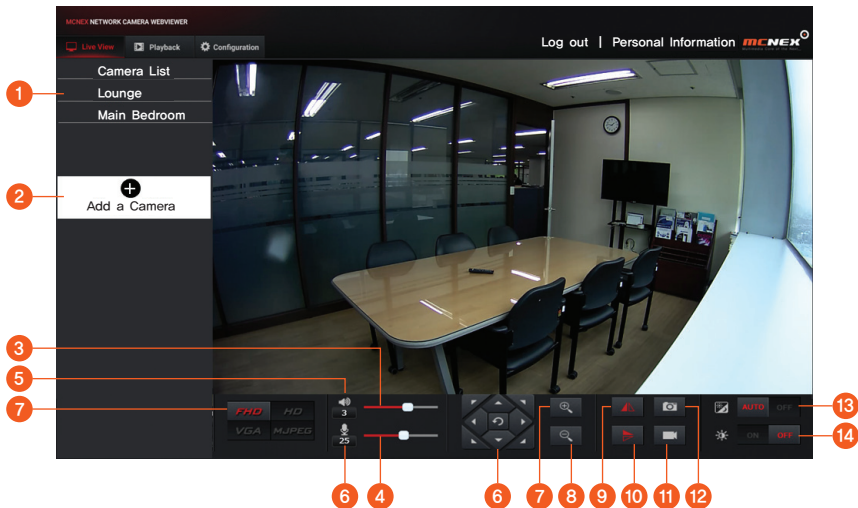 MCNEX NETWORK CAMERA WEBVIEWER
Live View Playback Configuration
Log out | Personal Information MCNEX
Camera List
1
Lounge
Main Bedroom
2
Add a Camera
3
5
7
FHD HD
VGA MJPEG
3
25
AUTO OFF
13
ON OFF
14
6 4 6 7 8 9 10 11 12